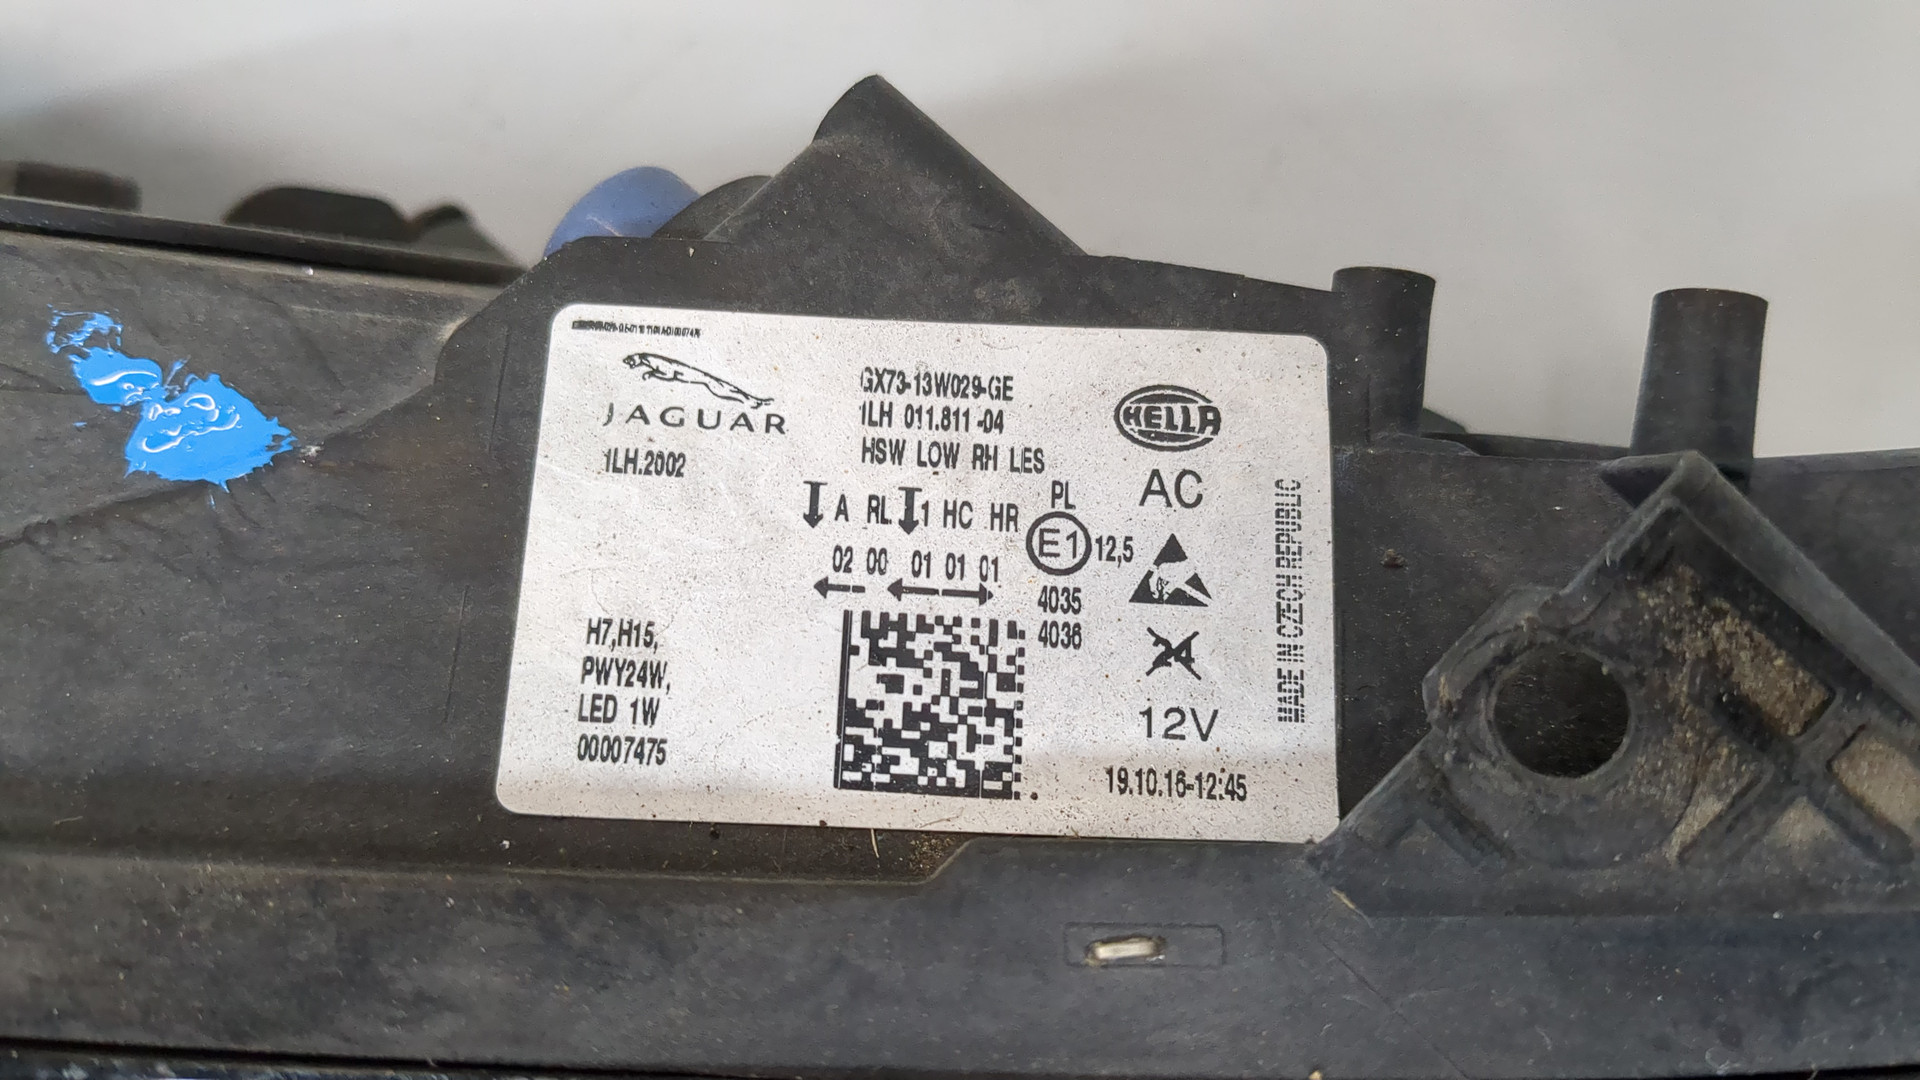 JAGUAR
1LH.2002
GX73-13W029-GE
1LH 011.811-04
HSW LOW RH LES
HELLA
AC
A RL 1 HC HR
PL
E1 12,5
02 00 01 01 01
4035
4036
H7,H15,
PWY24W,
LED 1W
00007475
24
12V
19.10.16-12:45
MADE IN CZECH REPUBLIC